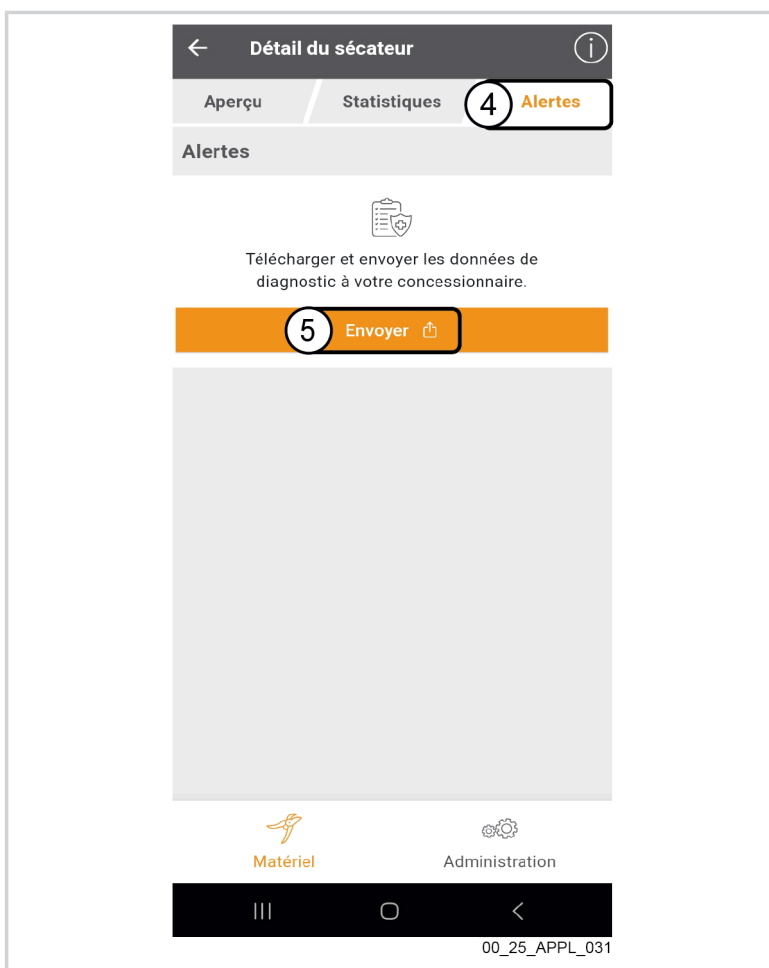 Détail du sécateur
Aperçu Statistiques 4 Alertes
Alertes
Télécharger et envoyer les données de
diagnostic à votre concessionnaire.
5 Envoyer
Matériel Administration
00_25_APPL_031